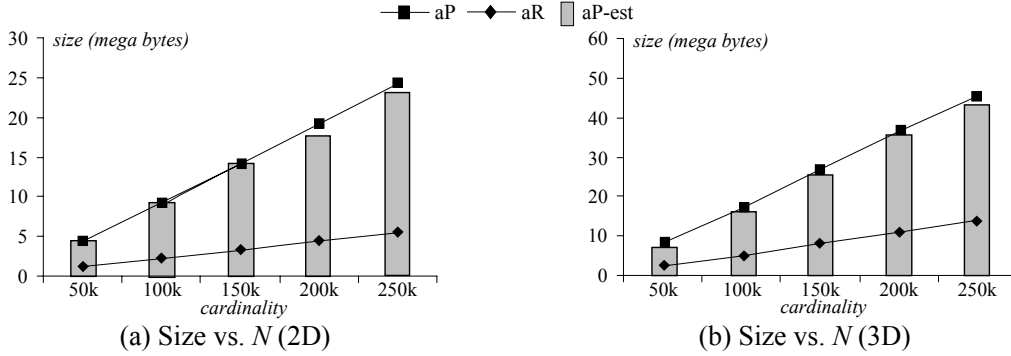 aP aR aP-est
size (mega bytes)
30
25
20
15
10
5
0
50k 100k 150k 200k 250k
cardinality
(a) Size vs. N (2D)
size (mega bytes)
60
50
40
30
20
10
0
50k 100k 150k 200k 250k
cardinality
(b) Size vs. N (3D)